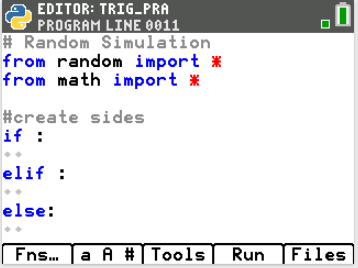 EDITOR: TRIG_PRA
PROGRAM LINE 0011
# Random Simulation
from random import *
from math import *
#create sides
if :
elif :
else:
Fns… a A # Tools Run Files